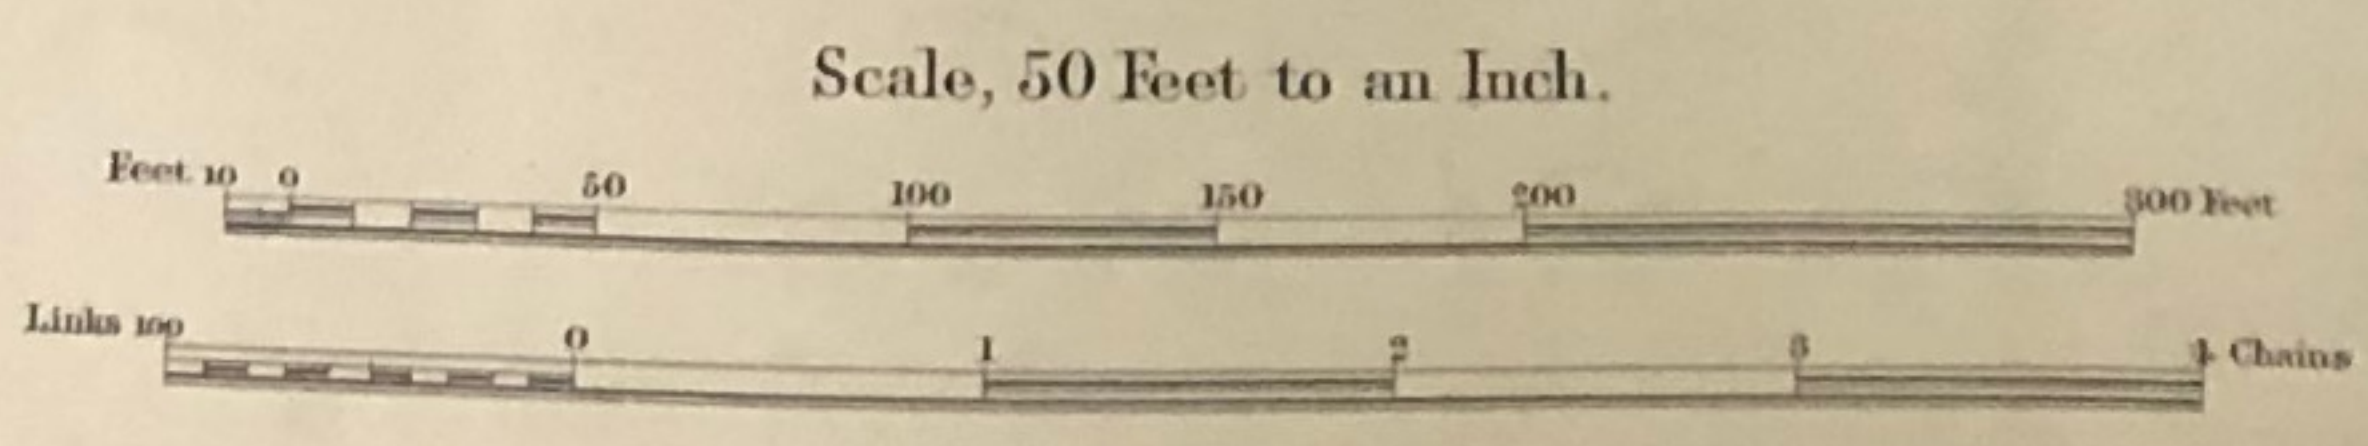 Scale, 50 Feet to an Inch.
Feet 10 0 50 100 150 200 300 Feet
Links 100 0 1 2 3 4 Chains